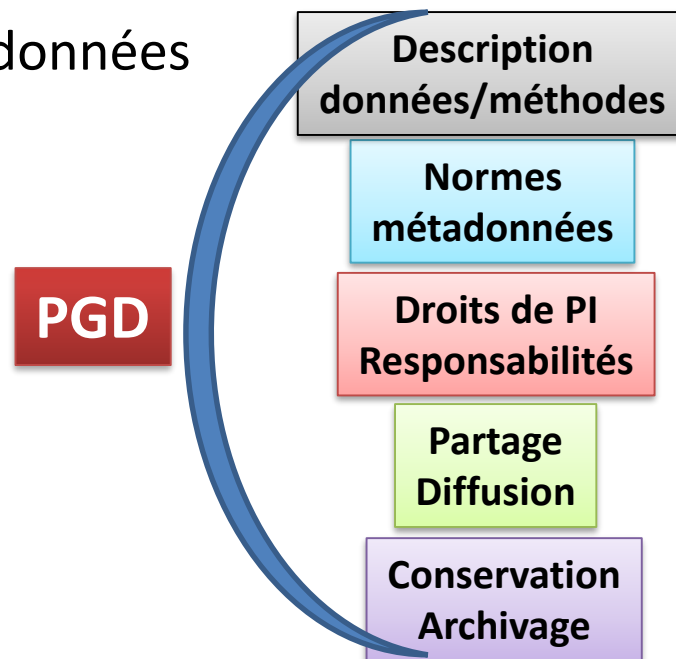 données
Description
données/méthodes
Normes
métadonnées
PGD
Droits de PI
Responsabilités
Partage
Diffusion
Conservation
Archivage